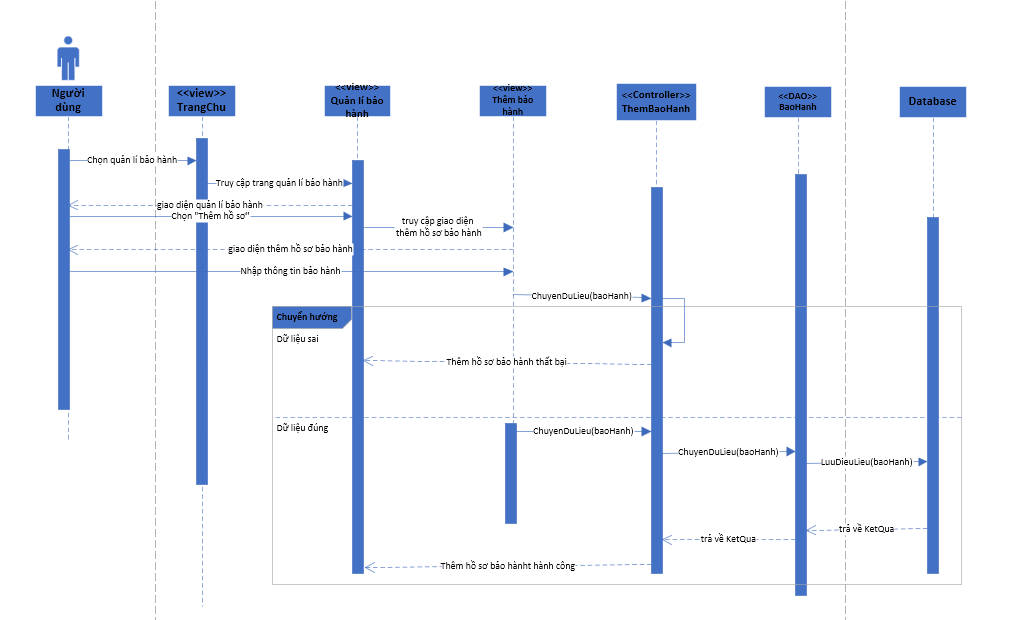 Người
dùng
<<view>>
TrangChu
<<view>>
Quản lí bảo
hành
<<view>>
Thêm bảo
hành
<<Controller>>
ThemBaoHanh
<<DAO>>
BaoHanh
Database
Chọn quản lí bảo hành
Truy cập trang quản lí bảo hành
giao diện quản lí bảo hành
Chọn "Thêm hồ sơ"
truy cập giao diện
thêm hồ sơ bảo hành
giao diện thêm hồ sơ bảo hành
Nhập thông tin bảo hành
ChuyenDuLieu(baoHanh)
Chuyển hướng
Dữ liệu sai
Thêm hồ sơ bảo hành thất bại
Dữ liệu đúng
ChuyenDuLieu(baoHanh)
ChuyenDuLieu(baoHanh)
LuuDieuLieu(baoHanh)
trả về KetQua
trả về KetQua
Thêm hồ sơ bảo hànht hành công